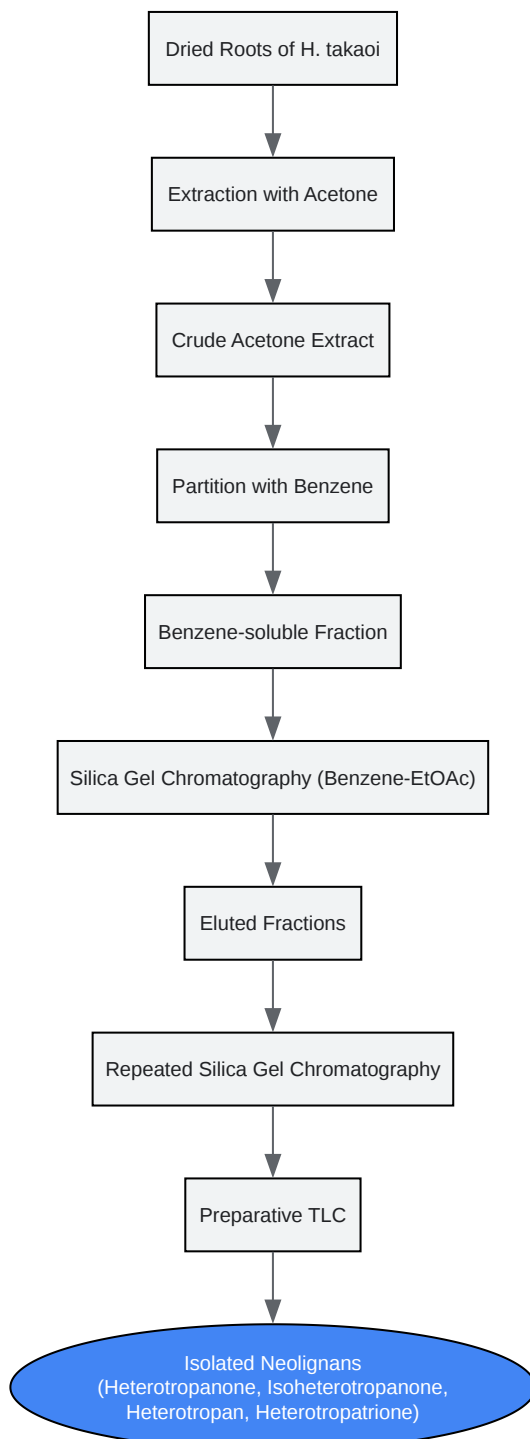 Dried Roots of H. takaoi
Extraction with Acetone
Crude Acetone Extract
Partition with Benzene
Benzene-soluble Fraction
Silica Gel Chromatography (Benzene-EtOAc)
Eluted Fractions
Repeated Silica Gel Chromatography
Preparative TLC
Isolated Neolignans
(Heterotropanone, Isoheterotropanone,
Heterotropan, Heterotropatrione)